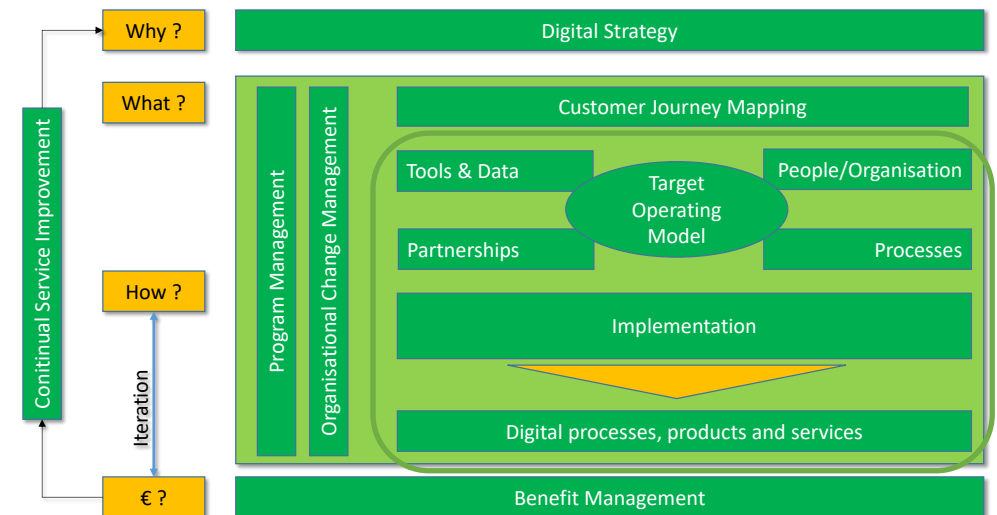 Why ?
Digital Strategy
What ?
Customer Journey Mapping
Conitinual Service Improvement
Program Management
Organisational Change Management
Tools & Data
People/Organisation
Target
Operating
Model
Partnerships
Processes
How ?
Implementation
Iteration
Digital processes, products and services
€ ?
Benefit Management